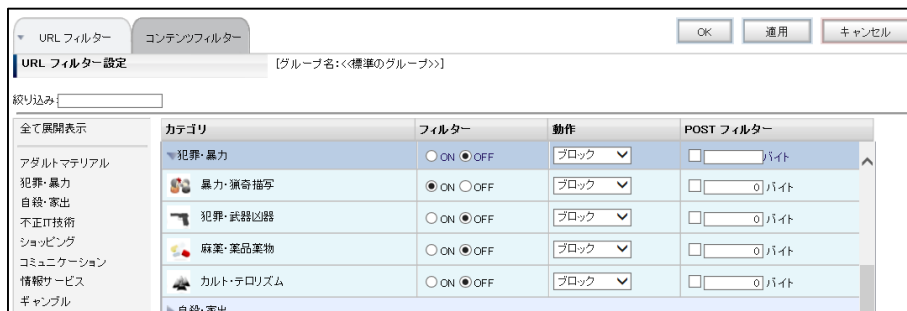 URL フィルター コンテンツフィルター OK 適用 キャンセル
URL フィルター設定 [グループ名:<<標準のグループ>>]
絞り込み:
全て展開表示 カテゴリ フィルター 動作 POST フィルター
アダルトマテリアル
犯罪・暴力
自殺・家出
不正IT技術
ショッピング
コミュニケーション
情報サービス
ギャンブル
犯罪・暴力 ON OFF ブロック バイト
暴力・猟奇描写 ON OFF ブロック 0 バイト
犯罪・武器凶器 ON OFF ブロック 0 バイト
麻薬・薬品薬物 ON OFF ブロック 0 バイト
カルト・テロリズム ON OFF ブロック 0 バイト
自殺・家出